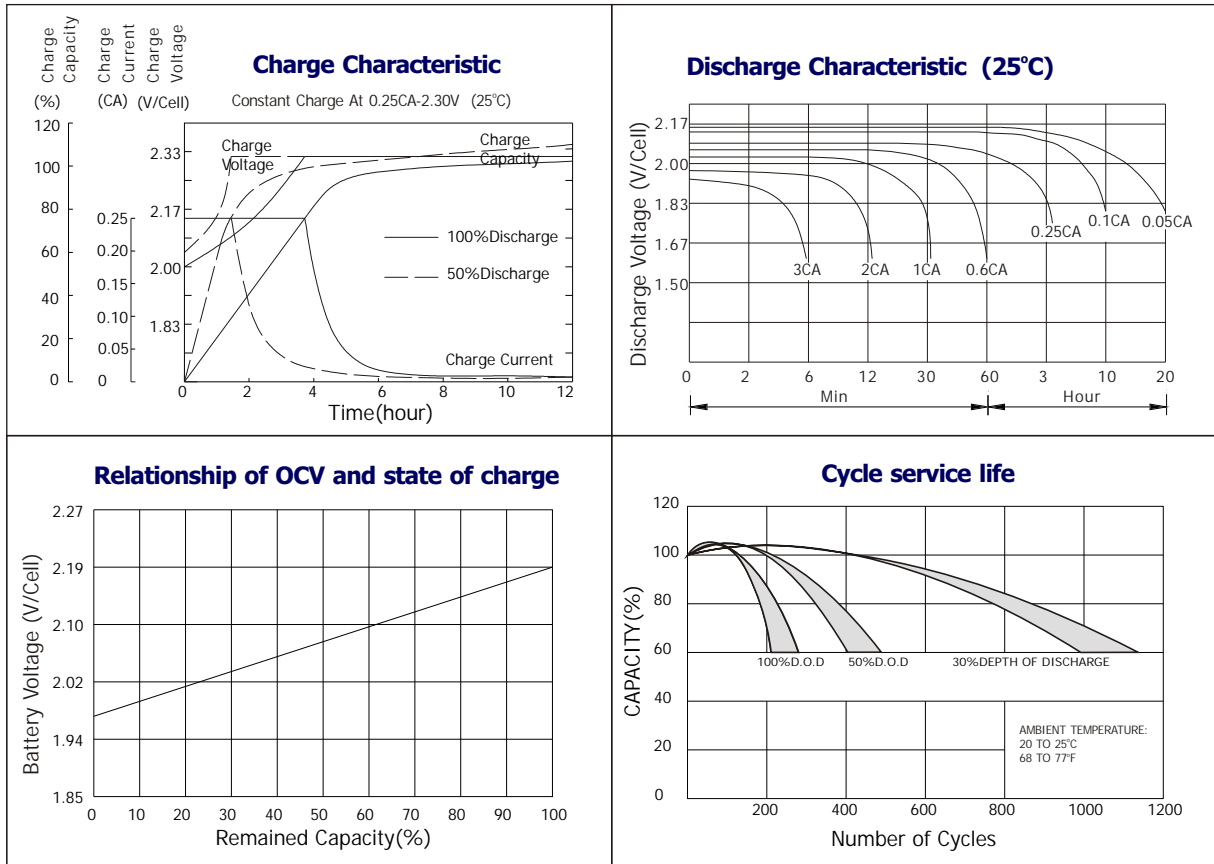 Charge Capacity
Charge Current
Charge Voltage
(%)
(CA)
(V/Cell)
Charge Characteristic
Constant Charge At 0.25CA-2.30V (25°C)
120
100
80
60
40
20
0
0.25
0.20
0.15
0.10
0.05
0
2.33
2.17
2.00
1.83
Charge Voltage
Charge Capacity
100%Discharge
50%Discharge
Charge Current
0 2 4 6 8 10 12
Time(hour)
Discharge Characteristic (25°C)
Discharge Voltage (V/Cell)
2.17
2.00
1.83
1.67
1.50
3CA 2CA 1CA 0.6CA 0.25CA 0.1CA 0.05CA
0 2 6 12 30 60 3 10 20
Min Hour
Relationship of OCV and state of charge
Battery Voltage (V/Cell)
2.27
2.19
2.10
2.02
1.94
1.85
0 10 20 30 40 50 60 70 80 90 100
Remained Capacity(%)
Cycle service life
CAPACITY(%)
120
100
80
60
40
20
0
100%D.O.D 50%D.O.D 30%DEPTH OF DISCHARGE
AMBIENT TEMPERATURE:
20 TO 25°C
68 TO 77°F
200 400 600 800 1000 1200
Number of Cycles